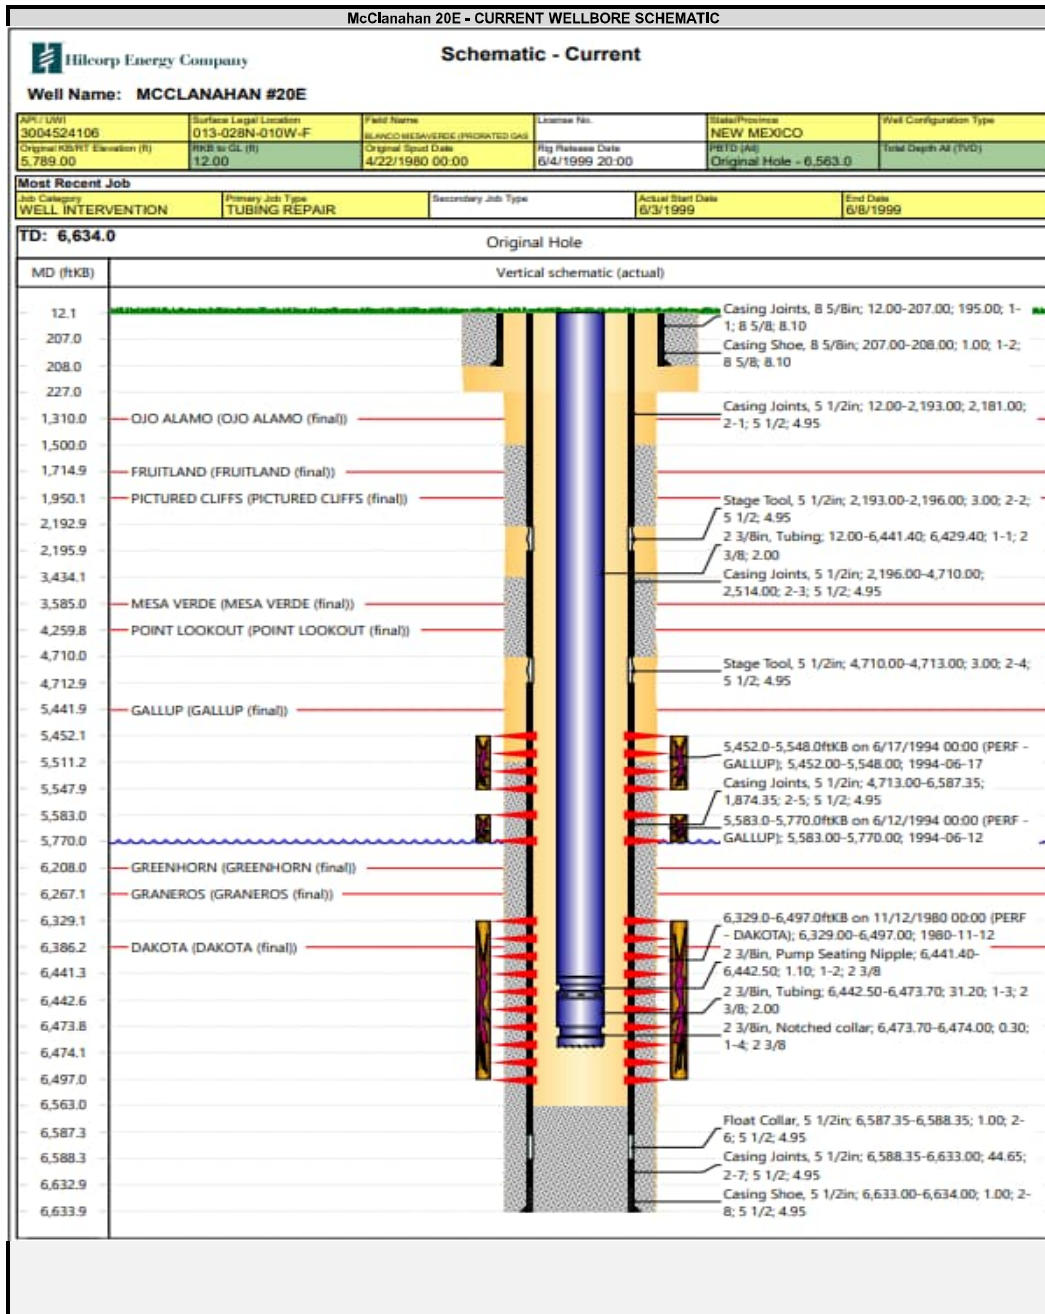 McClanahan 20E - CURRENT WELLBORE SCHEMATIC
Hilcorp Energy Company
Schematic - Current
Well Name: MCCLANAHAN #20E
API / UWI
3004524106
Surface Legal Location
013-028N-010W-F
Field Name
BLANCO MESAVERDE (PRORATED GAS
License No.
State/Province
NEW MEXICO
Well Configuration Type
Original KB/RT Elevation (ft)
5,789.00
RKB to GL (ft)
12.00
Original Spud Date
4/22/1980 00:00
Rig Release Date
6/4/1999 20:00
PBTD (All)
Original Hole - 6,563.0
Total Depth All (TVD)
Most Recent Job
Job Category
WELL INTERVENTION
Primary Job Type
TUBING REPAIR
Secondary Job Type
Actual Start Date
6/3/1999
End Date
6/8/1999
TD: 6,634.0
Original Hole
MD (ftKB)
Vertical schematic (actual)
12.1
207.0
208.0
227.0
1,310.0
1,500.0
1,714.9
1,950.1
2,192.9
2,195.9
3,434.1
3,585.0
4,259.8
4,710.0
4,712.9
5,441.9
5,452.1
5,511.2
5,547.9
5,583.0
5,770.0
6,208.0
6,267.1
6,329.1
6,386.2
6,441.3
6,442.6
6,473.8
6,474.1
6,497.0
6,563.0
6,587.3
6,588.3
6,632.9
6,633.9
OJO ALAMO (OJO ALAMO (final))
FRUITLAND (FRUITLAND (final))
PICTURED CLIFFS (PICTURED CLIFFS (final))
MESA VERDE (MESA VERDE (final))
POINT LOOKOUT (POINT LOOKOUT (final))
GALLUP (GALLUP (final))
GREENHORN (GREENHORN (final))
GRANEROS (GRANEROS (final))
DAKOTA (DAKOTA (final))
Casing Joints, 8 5/8in; 12.00-207.00; 195.00; 1-
1; 8 5/8; 8.10
Casing Shoe, 8 5/8in; 207.00-208.00; 1.00; 1-2;
8 5/8; 8.10
Casing Joints, 5 1/2in; 12.00-2,193.00; 2,181.00;
2-1; 5 1/2; 4.95
Stage Tool, 5 1/2in; 2,193.00-2,196.00; 3.00; 2-2;
5 1/2; 4.95
2 3/8in, Tubing; 12.00-6,441.40; 6,429.40; 1-1; 2
3/8; 2.00
Casing Joints, 5 1/2in; 2,196.00-4,710.00;
2,514.00; 2-3; 5 1/2; 4.95
Stage Tool, 5 1/2in; 4,710.00-4,713.00; 3.00; 2-4;
5 1/2; 4.95
5,452.0-5,548.0ftKB on 6/17/1994 00:00 (PERF -
GALLUP); 5,452.00-5,548.00; 1994-06-17
Casing Joints, 5 1/2in; 4,713.00-6,587.35;
1,874.35; 2-5; 5 1/2; 4.95
5,583.0-5,770.0ftKB on 6/12/1994 00:00 (PERF -
GALLUP); 5,583.00-5,770.00; 1994-06-12
6,329.0-6,497.0ftKB on 11/12/1980 00:00 (PERF
- DAKOTA); 6,329.00-6,497.00; 1980-11-12
2 3/8in, Pump Seating Nipple; 6,441.40-
6,442.50; 1.10; 1-2; 2 3/8
2 3/8in, Tubing; 6,442.50-6,473.70; 31.20; 1-3; 2
3/8; 2.00
2 3/8in, Notched collar; 6,473.70-6,474.00; 0.30;
1-4; 2 3/8
Float Collar, 5 1/2in; 6,587.35-6,588.35; 1.00; 2-
6; 5 1/2; 4.95
Casing Joints, 5 1/2in; 6,588.35-6,633.00; 44.65;
2-7; 5 1/2; 4.95
Casing Shoe, 5 1/2in; 6,633.00-6,634.00; 1.00; 2-
8; 5 1/2; 4.95